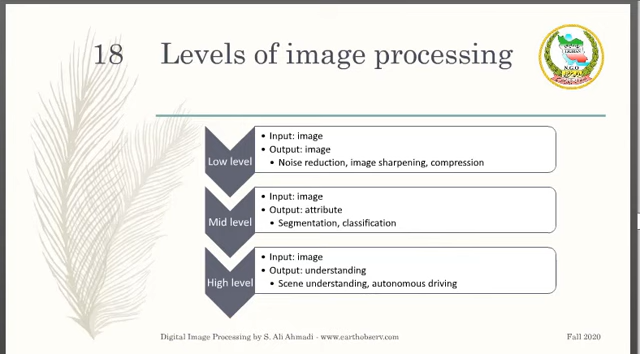 18 Levels of image processing
N.G.O
Low level
• Input: image
• Output: image
• Noise reduction, image sharpening, compression
Mid level
• Input: image
• Output: attribute
• Segmentation, classification
High level
• Input: image
• Output: understanding
• Scene understanding, autonomous driving
Digital Image Processing by S. Ali Ahmadi - www.earthobserv.com
Fall 2020